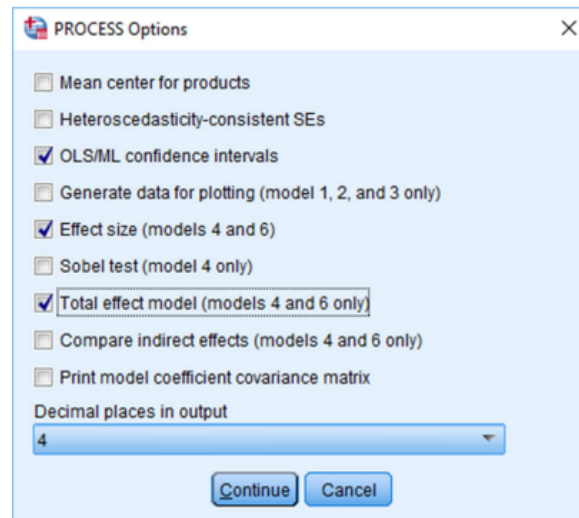 PROCESS Options
Mean center for products
Heteroscedasticity-consistent SEs
OLS/ML confidence intervals
Generate data for plotting (model 1, 2, and 3 only)
Effect size (models 4 and 6)
Sobel test (model 4 only)
Total effect model (models 4 and 6 only)
Compare indirect effects (models 4 and 6 only)
Print model coefficient covariance matrix
Decimal places in output
4
Continue Cancel